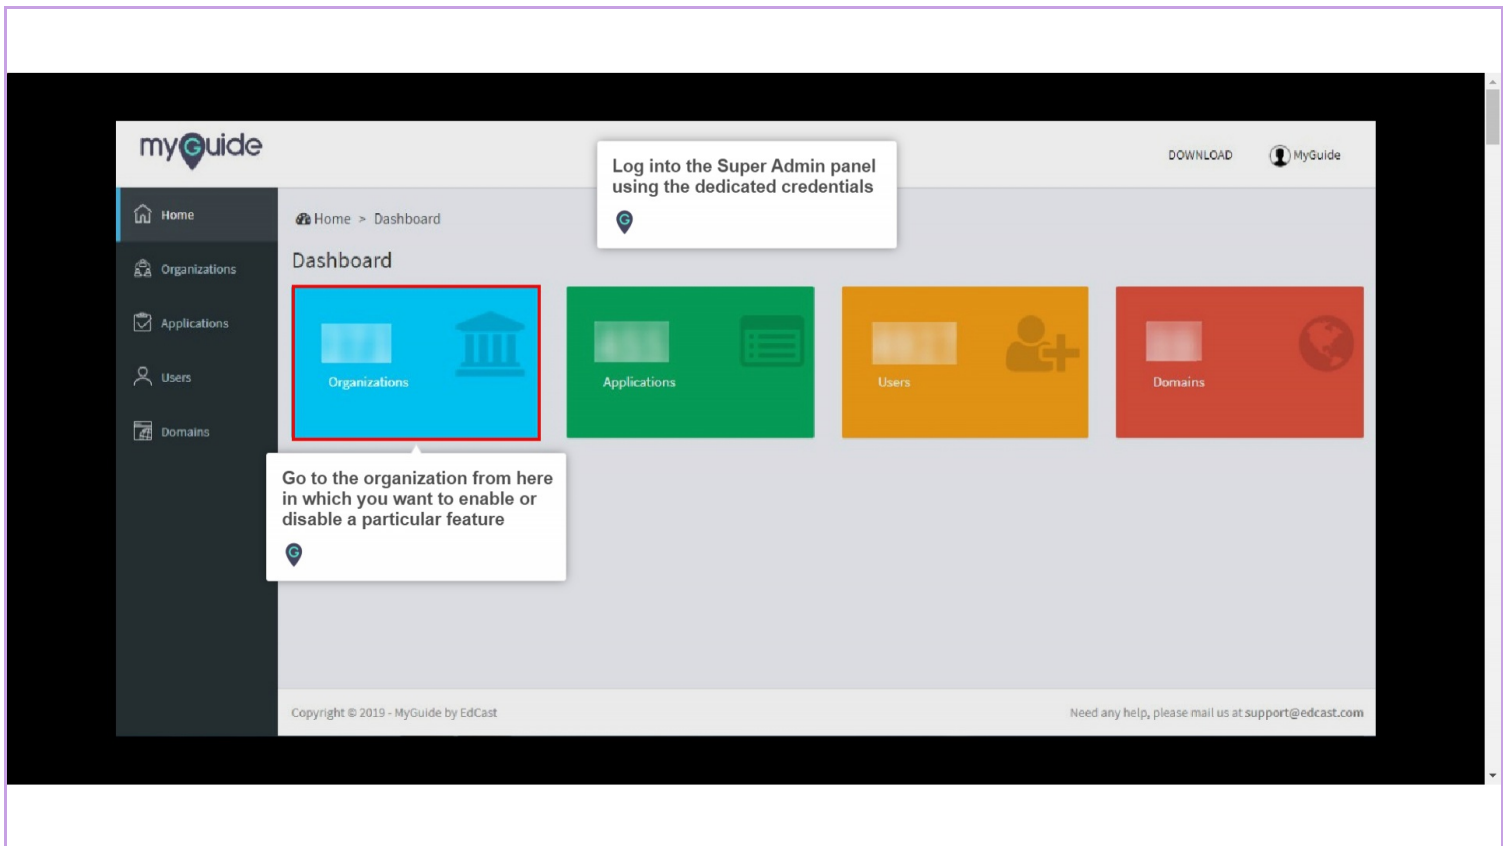 myGuide
Log into the Super Admin panel
using the dedicated credentials
DOWNLOAD
MyGuide
Home
Organizations
Applications
Users
Domains
Home > Dashboard
Dashboard
Organizations
Applications
Users
Domains
Go to the organization from here
in which you want to enable or
disable a particular feature
Copyright © 2019 - MyGuide by EdCast
Need any help, please mail us at support@edcast.com